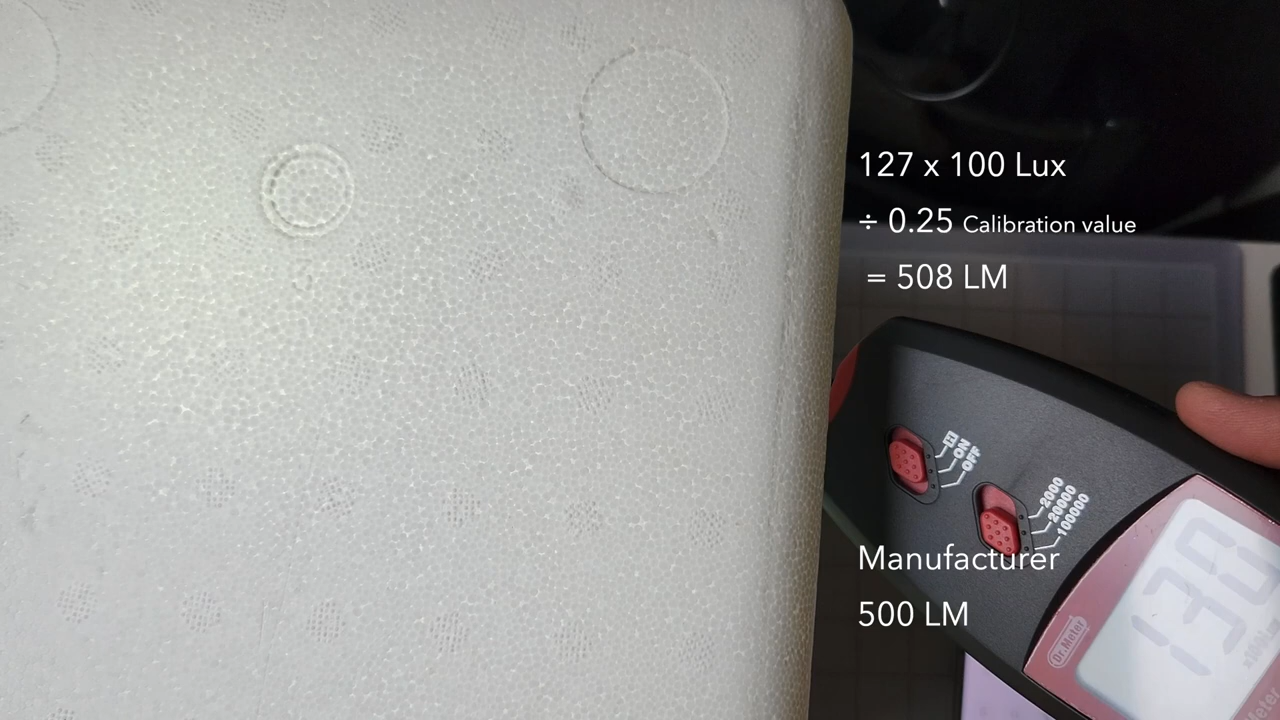 127 x 100 Lux
÷ 0.25 Calibration value
= 508 LM
H
ON
OFF
2000
20000
100000
Manufacturer
500 LM
130
Dr.Meter